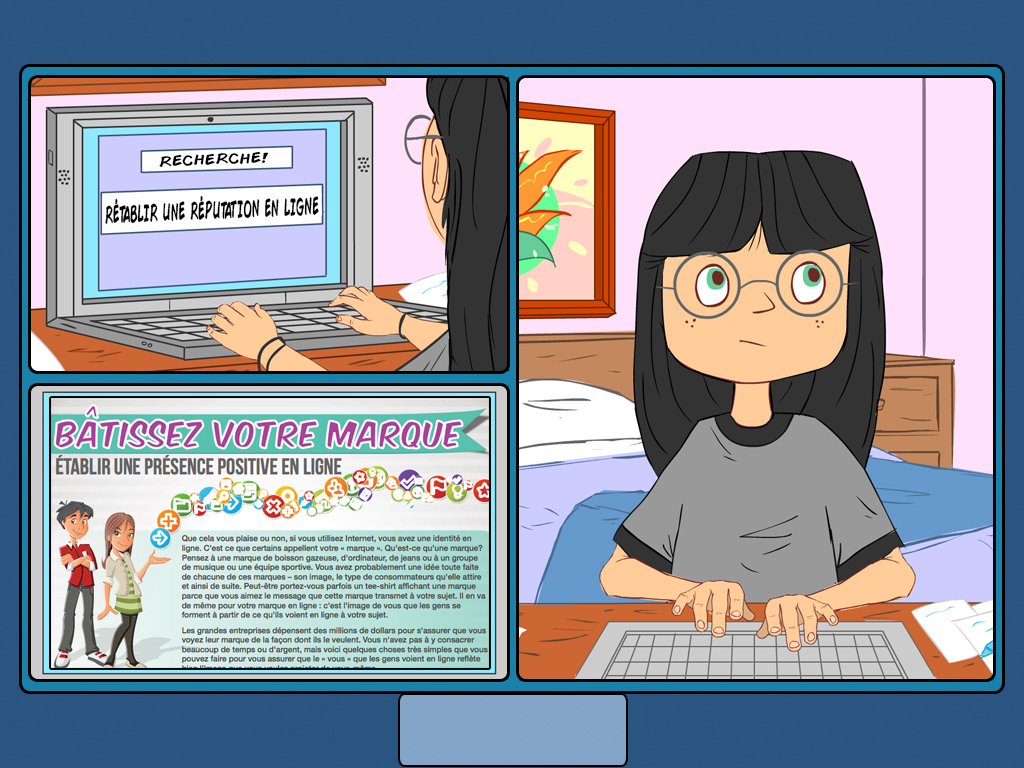 RECHERCHE!
RÉTABLIR UNE RÉPUTATION EN LIGNE
BÂTISSEZ VOTRE MARQUE
ÉTABLIR UNE PRÉSENCE POSITIVE EN LIGNE
Que cela vous plaise ou non, si vous utilisez Internet, vous avez une identité en
ligne. C'est ce que certains appellent votre « marque ». Qu'est-ce qu'une marque?
Pensez à une marque de boisson gazeuse, d'ordinateur, de jeans ou à un groupe
de musique ou une équipe sportive. Vous avez probablement une idée toute faite
de chacune de ces marques – son image, le type de consommateurs qu'elle attire
et ainsi de suite. Peut-être portez-vous parfois un tee-shirt affichant une marque
parce que vous aimez le message que cette marque transmet à votre sujet. Il en va
de même pour votre marque en ligne : c'est l'image de vous que les gens se
forment à partir de ce qu'ils voient en ligne à votre sujet.
Les grandes entreprises dépensent des millions de dollars pour s'assurer que vous
voyez leur marque de la façon dont ils le veulent. Vous n'avez pas à y consacrer
beaucoup de temps ou d'argent, mais voici quelques choses très simples que vous
pouvez faire pour vous assurer que le « vous » que les gens voient en ligne reflète